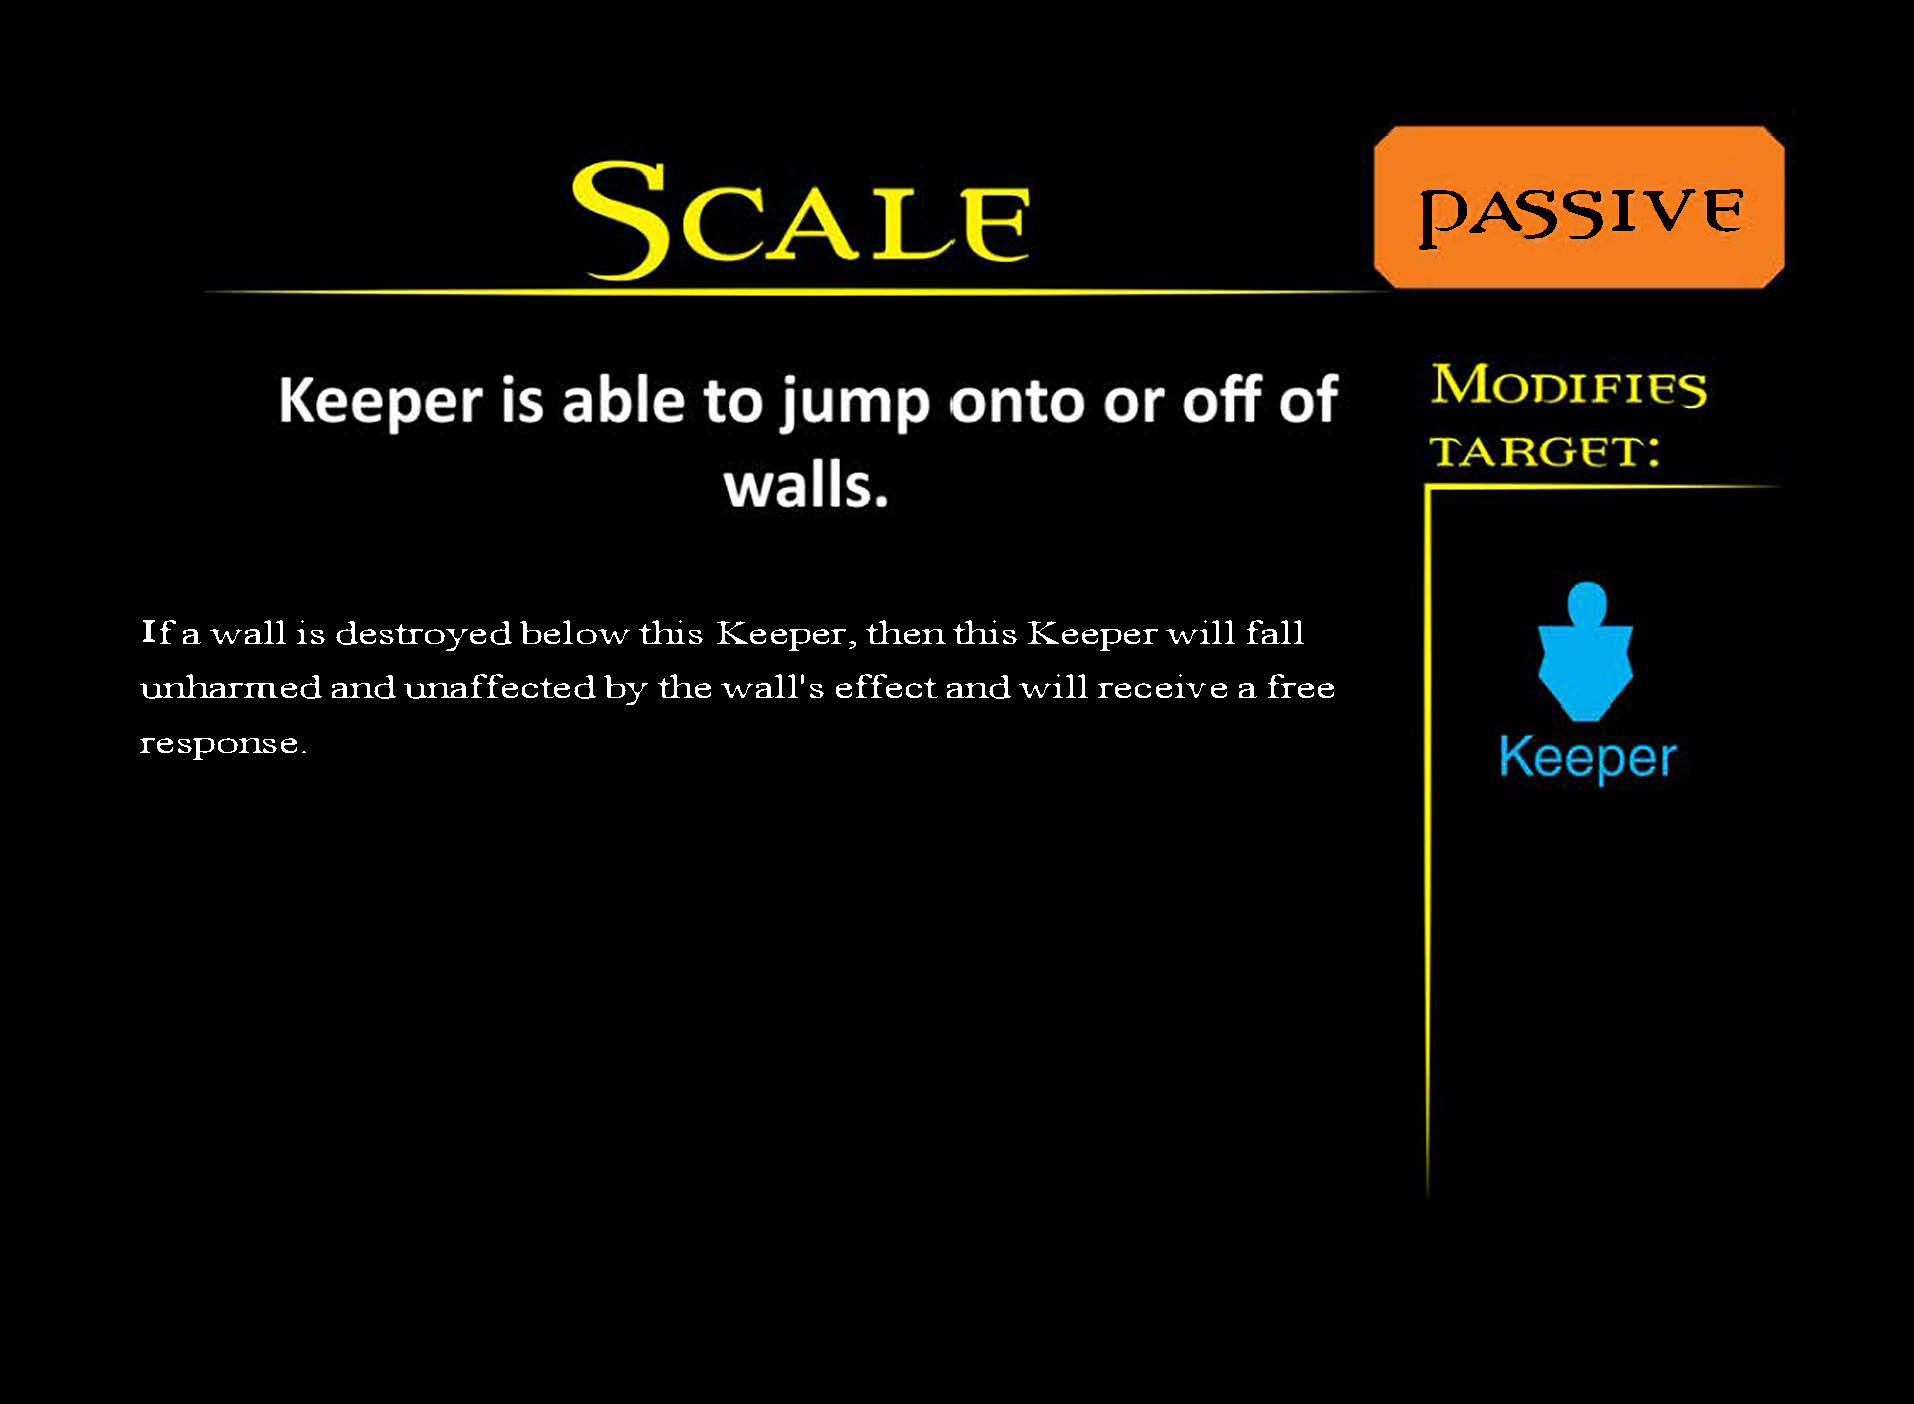 Scale
PASSIVE
Keeper is able to jump onto or off of
walls.
Modifies
target:
If a wall is destroyed below this Keeper, then this Keeper will fall
unharmed and unaffected by the wall's effect and will receive a free
response.
Keeper